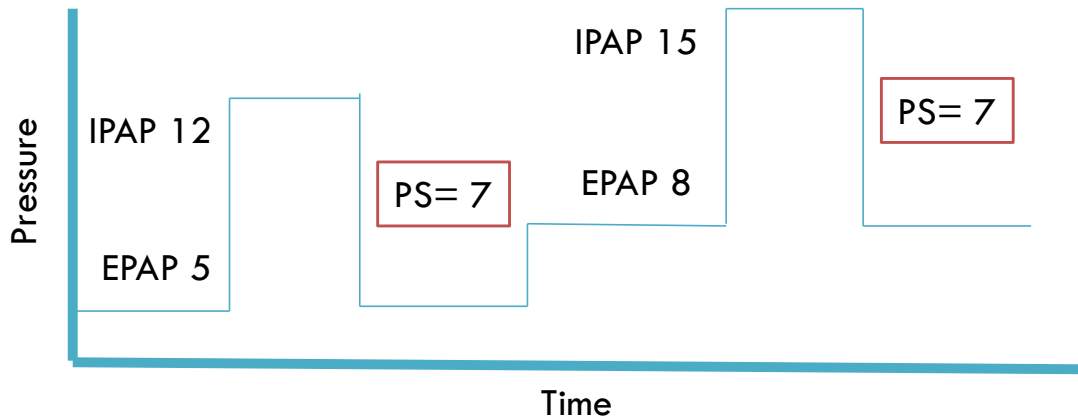 IPAP 15
PS= 7
IPAP 12
PS= 7
EPAP 8
EPAP 5
Pressure
Time